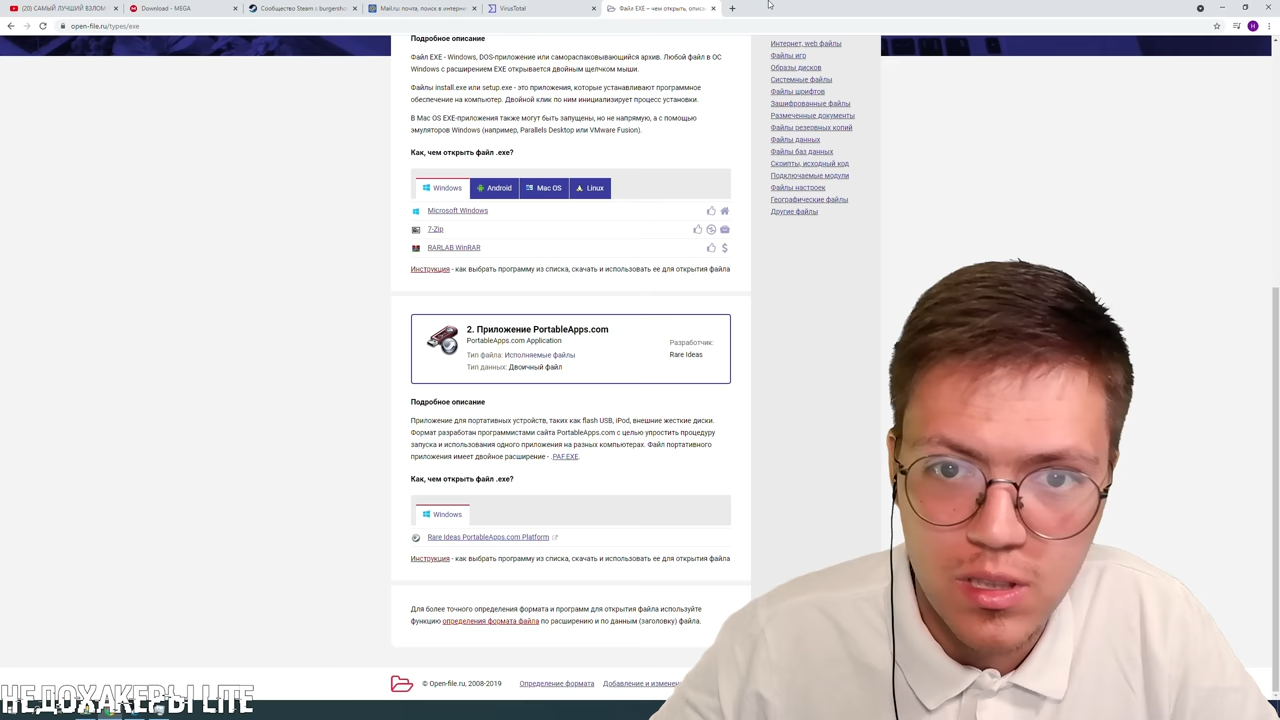 (20) САМЫЙ ЛУЧШИЙ ВЗЛОМ
Download - MEGA
Сообщество Steam :: burgersho
Mail.ru: почта, поиск в интерне
VirusTotal
Файл EXE – чем открыть, описа
open-file.ru/types/exe
Подробное описание
Файл EXE - Windows, DOS-приложение или самораспаковывающийся архив. Любой файл в ОС
Windows с расширением EXE открывается двойным щелчком мыши.
Файлы install.exe или setup.exe - это приложения, которые устанавливают программное
обеспечение на компьютер. Двойной клик по ним инициализирует процесс установки.
В Mac OS EXE-приложения также могут быть запущены, но не напрямую, а с помощью
эмуляторов Windows (например, Parallels Desktop или VMware Fusion).
Как, чем открыть файл .exe?
Windows Android Mac OS Linux
Microsoft Windows
7-Zip
RARLAB WinRAR
Инструкция - как выбрать программу из списка, скачать и использовать ее для открытия файла
2. Приложение PortableApps.com
PortableApps.com Application
Тип файла: Исполняемые файлы
Тип данных: Двоичный файл
Разработчик:
Rare Ideas
Подробное описание
Приложение для портативных устройств, таких как flash USB, iPod, внешние жесткие диски.
Формат разработан программистами сайта PortableApps.com с целью упростить процедуру
запуска и использования одного приложения на разных компьютерах. Файл портативного
приложения имеет двойное расширение - .PAF.EXE.
Как, чем открыть файл .exe?
Windows
Rare Ideas PortableApps.com Platform
Инструкция - как выбрать программу из списка, скачать и использовать ее для открытия файла
Для более точного определения формата и программ для открытия файла используйте
функцию определения формата файла по расширению и по данным (заголовку) файла.
© Open-file.ru, 2008-2019
Определение формата
Добавление и изменен
Интернет, web файлы
Файлы игр
Образы дисков
Системные файлы
Файлы шрифтов
Зашифрованные файлы
Размеченные документы
Файлы резервных копий
Файлы данных
Файлы баз данных
Скрипты, исходный код
Подключаемые модули
Файлы настроек
Географические файлы
Другие файлы
НЕДОХАКЕРЫ LITE